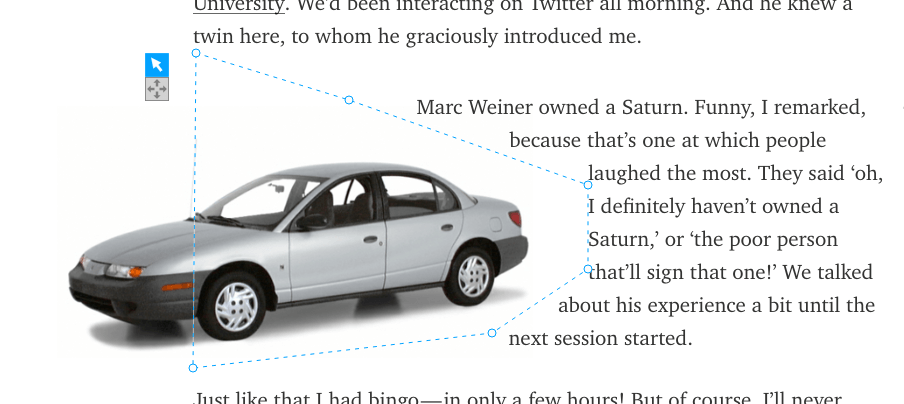 University. We’d been interacting on Twitter all morning. And he knew a
twin here, to whom he graciously introduced me.
Marc Weiner owned a Saturn. Funny, I remarked,
because that’s one at which people
laughed the most. They said ‘oh,
I definitely haven’t owned a
Saturn,’ or ‘the poor person
that’ll sign that one!’ We talked
about his experience a bit until the
next session started.
Just like that I had bingo—in only a few hours! But of course, I’ll never